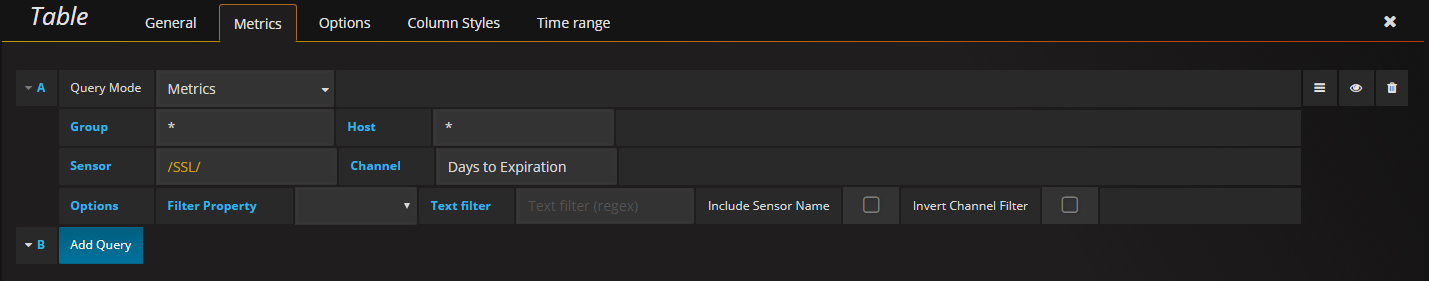 Table General Metrics Options Column Styles Time range
A Query Mode Metrics
Group * Host *
Sensor /SSL/ Channel Days to Expiration
Options Filter Property Text filter Text filter (regex) Include Sensor Name Invert Channel Filter
B Add Query